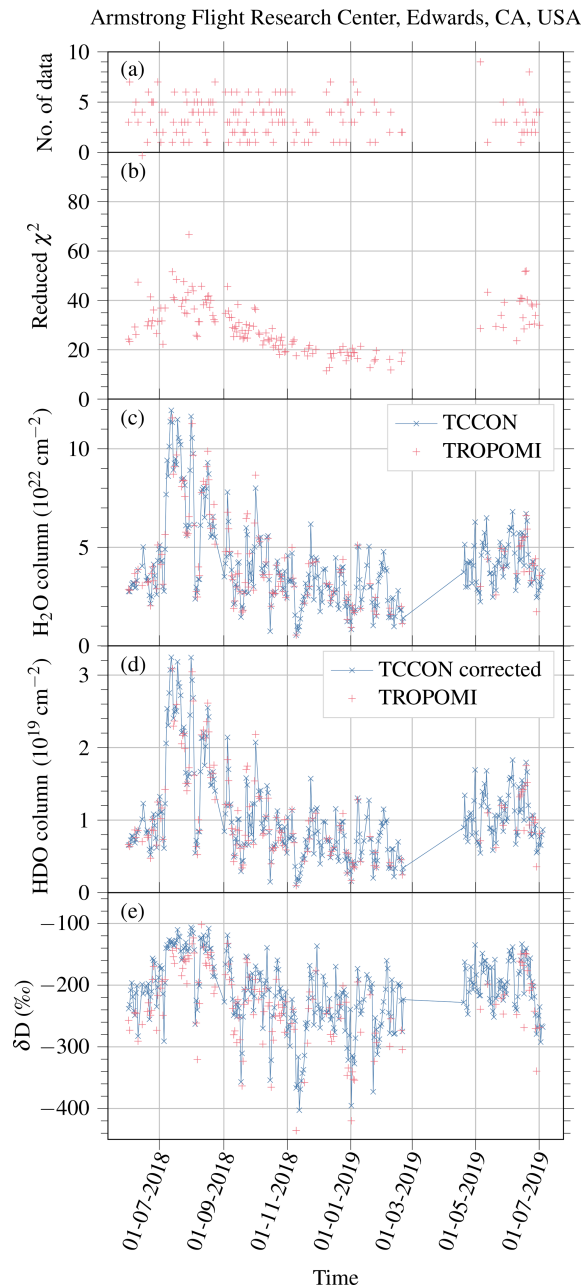 Armstrong Flight Research Center, Edwards, CA, USA
(a)
No. of data
10
5
0
(b)
Reduced χ²
80
60
40
20
0
(c)
H₂O column (10²² cm⁻²)
10
5
0
TCCON
TROPOMI
(d)
HDO column (10¹⁹ cm⁻²)
3
2
1
0
TCCON corrected
TROPOMI
(e)
δD (‰)
−100
−200
−300
−400
01-07-2018
01-09-2018
01-11-2018
01-01-2019
01-03-2019
01-05-2019
01-07-2019
Time